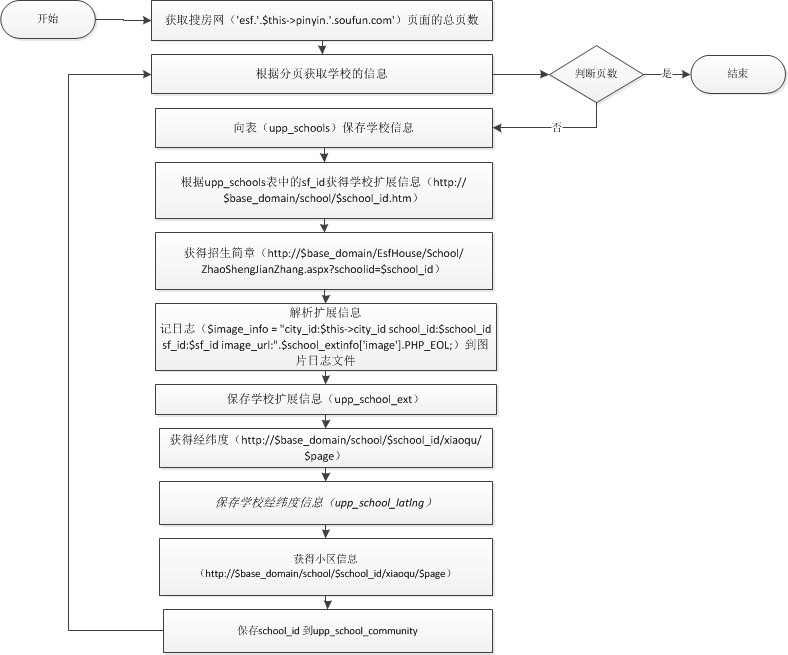 开始
获取搜房网（'esf.'.$this->pinyin.'.soufun.com'）页面的总页数
根据分页获取学校的信息
判断页数
是
结束
否
向表（upp_schools）保存学校信息
根据upp_schools表中的sf_id获得学校扩展信息（http://
$base_domain/school/$school_id.htm）
获得招生简章（http://$base_domain/EsfHouse/School/
ZhaoShengJianZhang.aspx?schoolid=$school_id）
解析扩展信息
记日志（$image_info = "city_id:$this->city_id school_id:$school_id
sf_id:$sf_id image_url:".$school_extinfo['image'].PHP_EOL;）到图
片日志文件
保存学校扩展信息（upp_school_ext）
获得经纬度（http://$base_domain/school/$school_id/xiaoqu/
$page）
保存学校经纬度信息（upp_school_latlng）
获得小区信息
（http://$base_domain/school/$school_id/xiaoqu/$page）
保存school_id 到upp_school_community